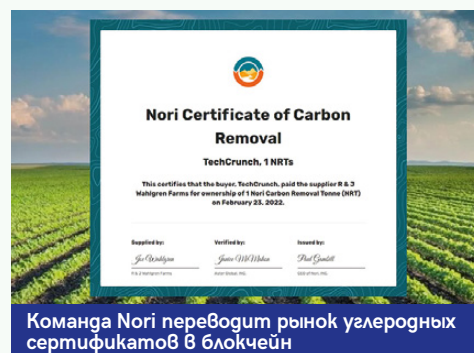 Nori Certificate of Carbon
Removal
TechCrunch, 1 NRTs
This certifies that the buyer, TechCrunch, paid the supplier R & J
Wahlgren Farms for ownership of 1 Nori Carbon Removal Tonne (NRT)
on February 23, 2022.
Supplied by: Verified by: Issued by:
R & J Wahlgren Farms
Команда Nori переводит рынок углеродных
сертификатов в блокчейн